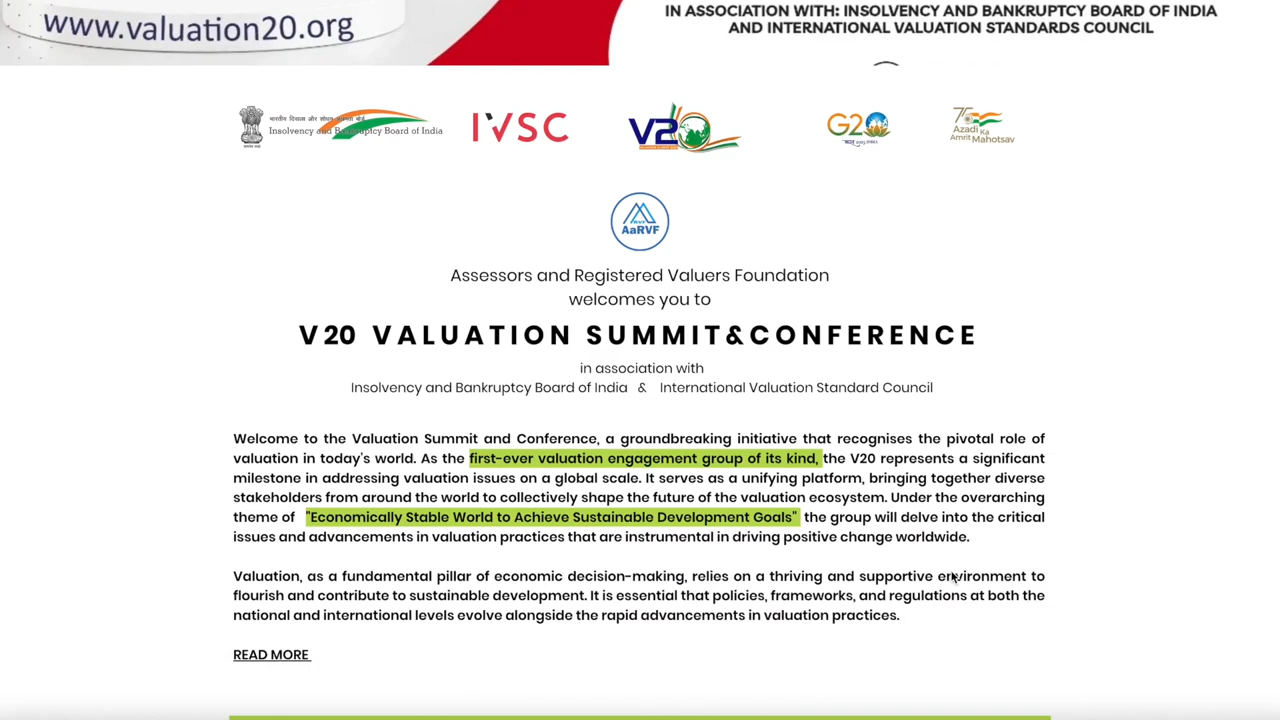 www.valuation20.org
IN ASSOCIATION WITH: INSOLVENCY AND BANKRUPTCY BOARD OF INDIA
AND INTERNATIONAL VALUATION STANDARDS COUNCIL
Insolvency and Bankruptcy Board of India
IVSC
V20
G20
75
Azadi Ka
Amrit Mahotsav
AaRVF
Assessors and Registered Valuers Foundation
welcomes you to
V20 VALUATION SUMMIT&CONFERENCE
in association with
Insolvency and Bankruptcy Board of India & International Valuation Standard Council
Welcome to the Valuation Summit and Conference, a groundbreaking initiative that recognises the pivotal role of
valuation in today's world. As the first-ever valuation engagement group of its kind, the V20 represents a significant
milestone in addressing valuation issues on a global scale. It serves as a unifying platform, bringing together diverse
stakeholders from around the world to collectively shape the future of the valuation ecosystem. Under the overarching
theme of "Economically Stable World to Achieve Sustainable Development Goals" the group will delve into the critical
issues and advancements in valuation practices that are instrumental in driving positive change worldwide.
Valuation, as a fundamental pillar of economic decision-making, relies on a thriving and supportive environment to
flourish and contribute to sustainable development. It is essential that policies, frameworks, and regulations at both the
national and international levels evolve alongside the rapid advancements in valuation practices.
READ MORE